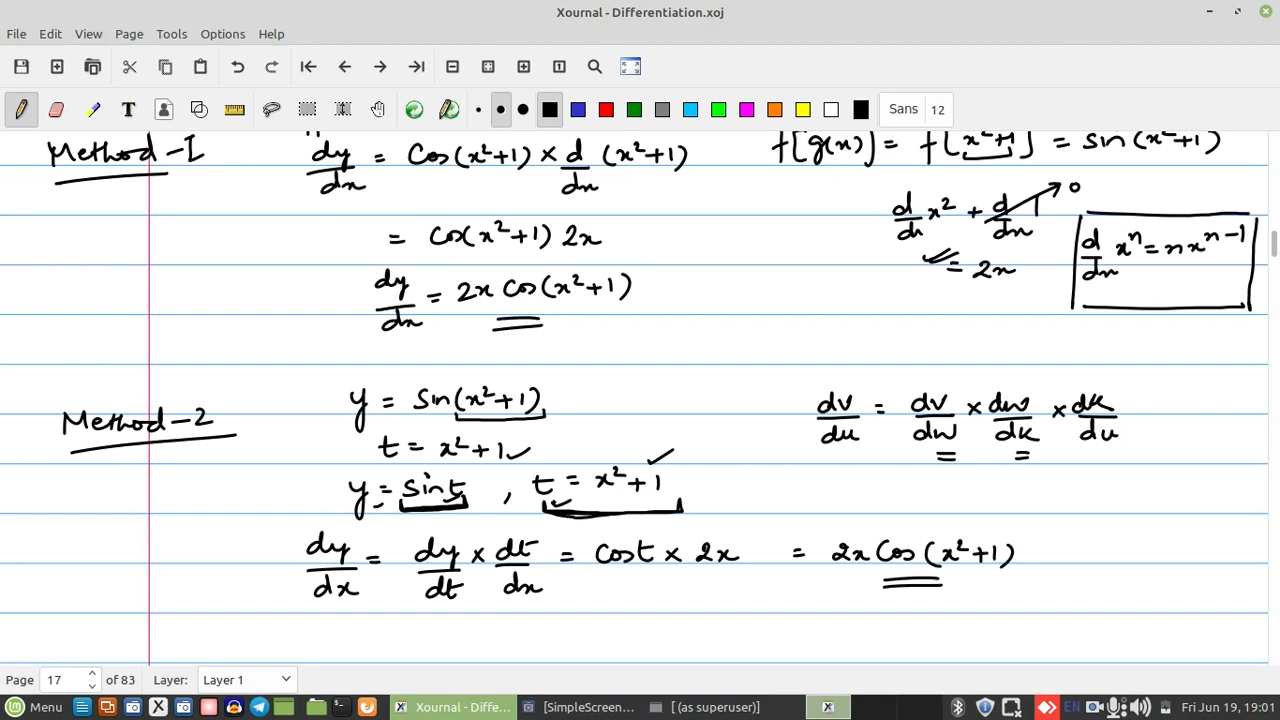 Xournal - Differentiation.xoj
File Edit View Page Tools Options Help
Sans 12
Method-I
dy/dx = Cos(x²+1) × d/dx (x²+1)
f[g(x)] = f[x²+1] = sin(x²+1)
= cos(x²+1) 2x
d/dx x² + d/dx 1 → 0
= 2x
d/dx xⁿ = n xⁿ⁻¹
dy/dx = 2x Cos(x²+1)
Method-2
y = Sin(x²+1)
t = x²+1
y = sint , t = x²+1
dv/du = dv/dw × dw/dk × dk/du
dy/dx = dy/dt × dt/dx = cost × 2x = 2x Cos(x²+1)
Page 17 of 83 Layer: Layer 1
Menu Xournal - Diffe... [SimpleScreen... [ (as superuser)] EN Fri Jun 19, 19:01